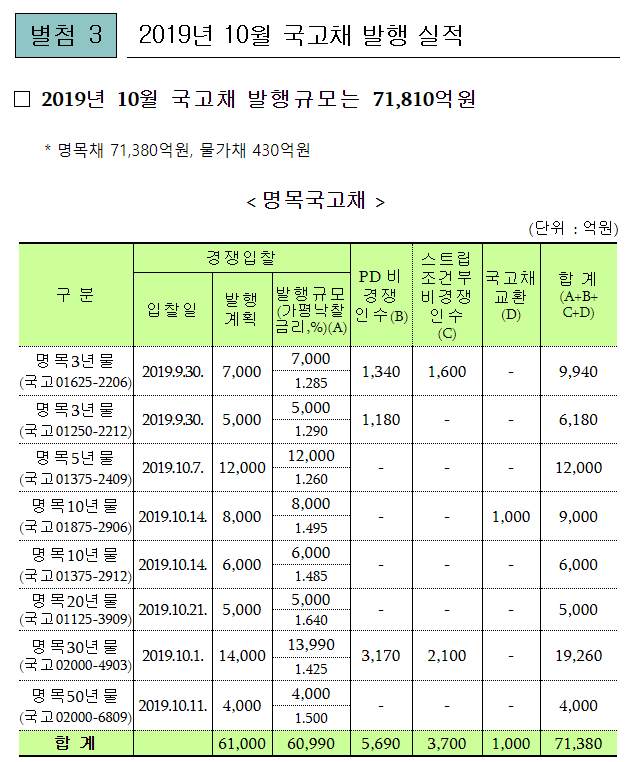 별첨 3 2019년 10월 국고채 발행 실적
□ 2019년 10월 국고채 발행규모는 71,810억원
* 명목채 71,380억원, 물가채 430억원
< 명목국고채 >
(단위 : 억원)
구 분 경쟁입찰 PD 비경쟁인수(B) 스트립조건부비경쟁인수(C) 국고채교환(D) 합 계(A+B+C+D)
입찰일 발행계획 발행규모(가평낙찰금리,%)(A)
명목3년물 (국고01625-2206) 2019.9.30. 7,000 7,000 1.285 1,340 1,600 - 9,940
명목3년물 (국고01250-2212) 2019.9.30. 5,000 5,000 1.290 1,180 - - 6,180
명목5년물 (국고01375-2409) 2019.10.7. 12,000 12,000 1.260 - - - 12,000
명목10년물 (국고01875-2906) 2019.10.14. 8,000 8,000 1.495 - - 1,000 9,000
명목10년물 (국고01375-2912) 2019.10.14. 6,000 6,000 1.485 - - - 6,000
명목20년물 (국고01125-3909) 2019.10.21. 5,000 5,000 1.640 - - - 5,000
명목30년물 (국고02000-4903) 2019.10.1. 14,000 13,990 1.425 3,170 2,100 - 19,260
명목50년물 (국고02000-6809) 2019.10.11. 4,000 4,000 1.500 - - - 4,000
합 계 61,000 60,990 5,690 3,700 1,000 71,380